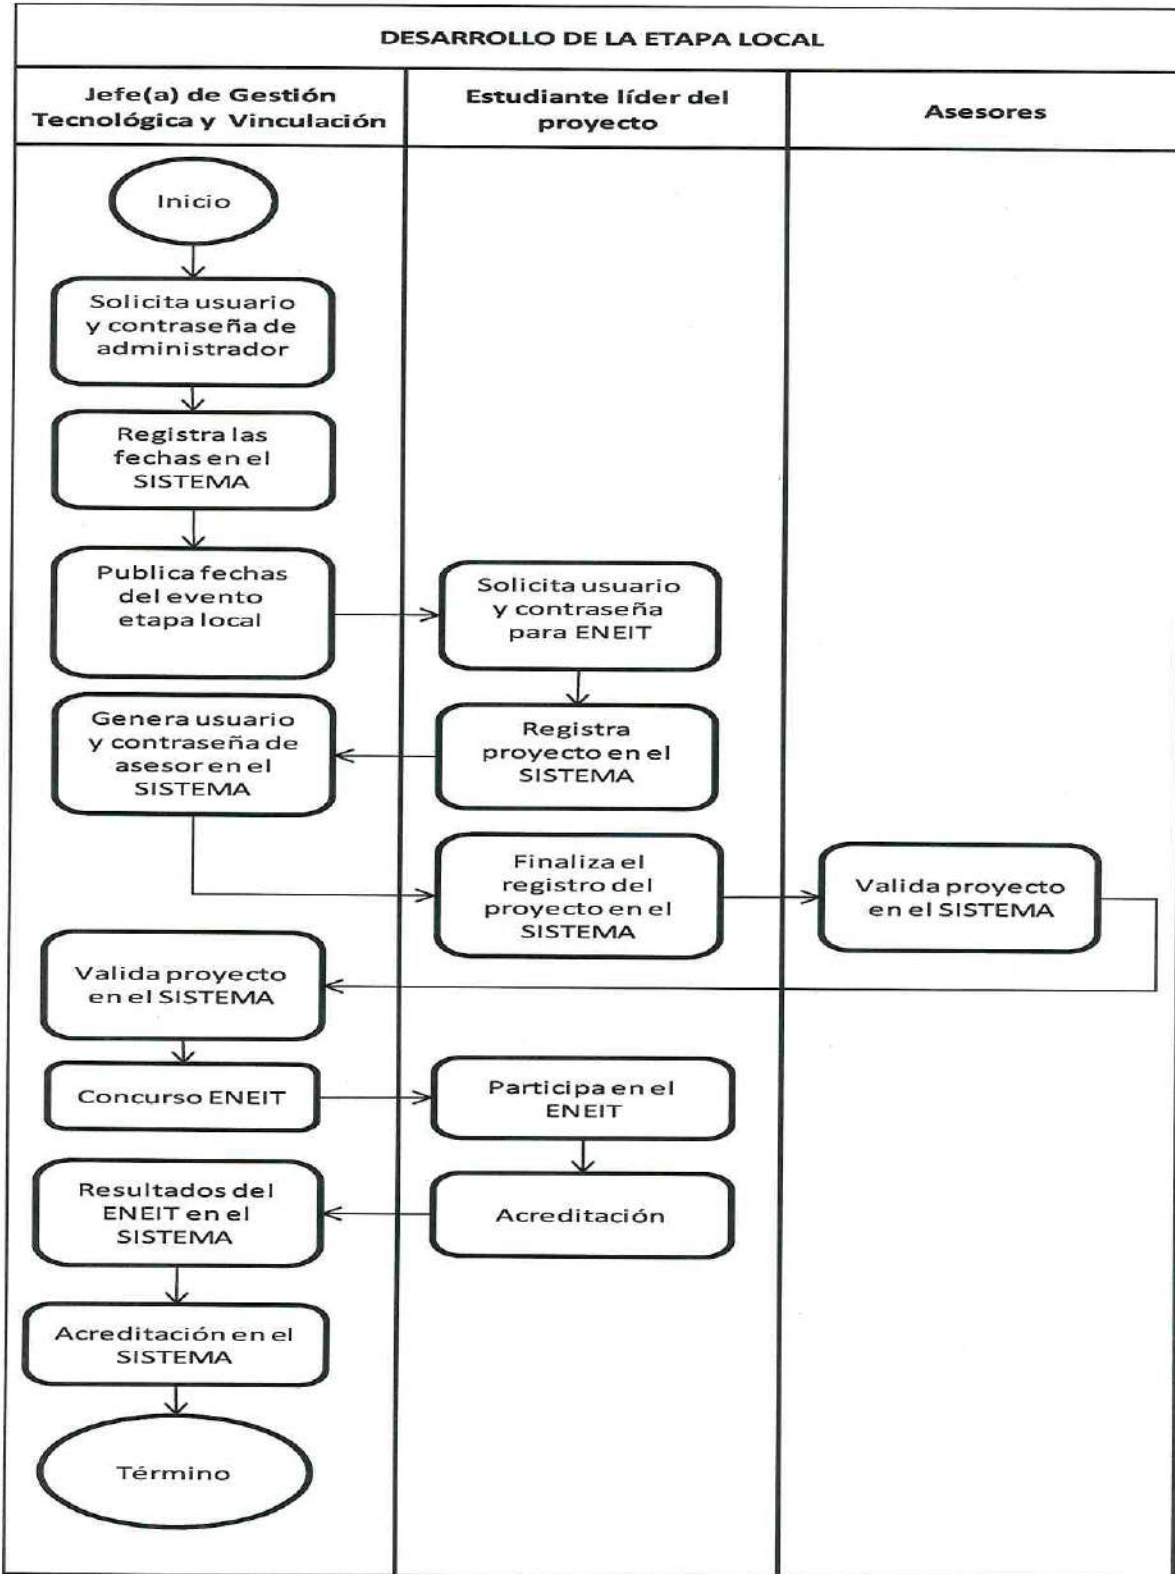 DESARROLLO DE LA ETAPA LOCAL
Jefe(a) de Gestión
Tecnológica y Vinculación
Estudiante líder del
proyecto
Asesores
Inicio
Solicita usuario
y contraseña de
administrador
Registra las
fechas en el
SISTEMA
Publica fechas
del evento
etapa local
Solicita usuario
y contraseña
para ENEIT
Genera usuario
y contraseña de
asesor en el
SISTEMA
Registra
proyecto en el
SISTEMA
Finaliza el
registro del
proyecto en el
SISTEMA
Valida proyecto
en el SISTEMA
Valida proyecto
en el SISTEMA
Concurso ENEIT
Participa en el
ENEIT
Resultados del
ENEIT en el
SISTEMA
Acreditación
Acreditación en el
SISTEMA
Término